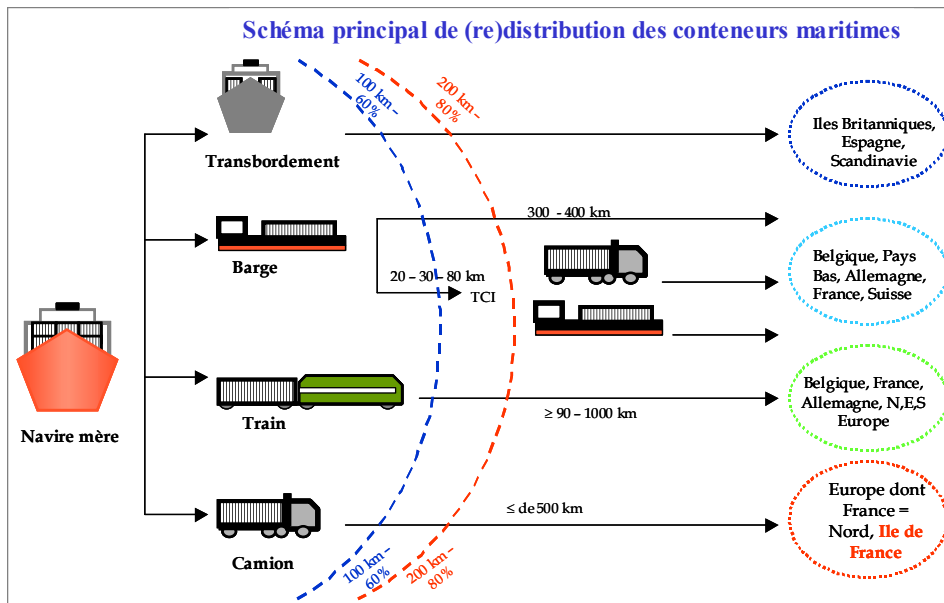 Schéma principal de (re)distribution des conteneurs maritimes
100 km –
60%
200 km –
80%
Transbordement
Iles Britanniques,
Espagne,
Scandinavie
300 - 400 km
Barge
20 – 30 – 80 km
TCI
Belgique, Pays
Bas, Allemagne,
France, Suisse
Navire mère
Train
≥ 90 – 1000 km
Belgique, France,
Allemagne, N,E,S
Europe
Camion
≤ de 500 km
Europe dont
France =
Nord, Ile de
France
100 km –
60%
200 km –
80%